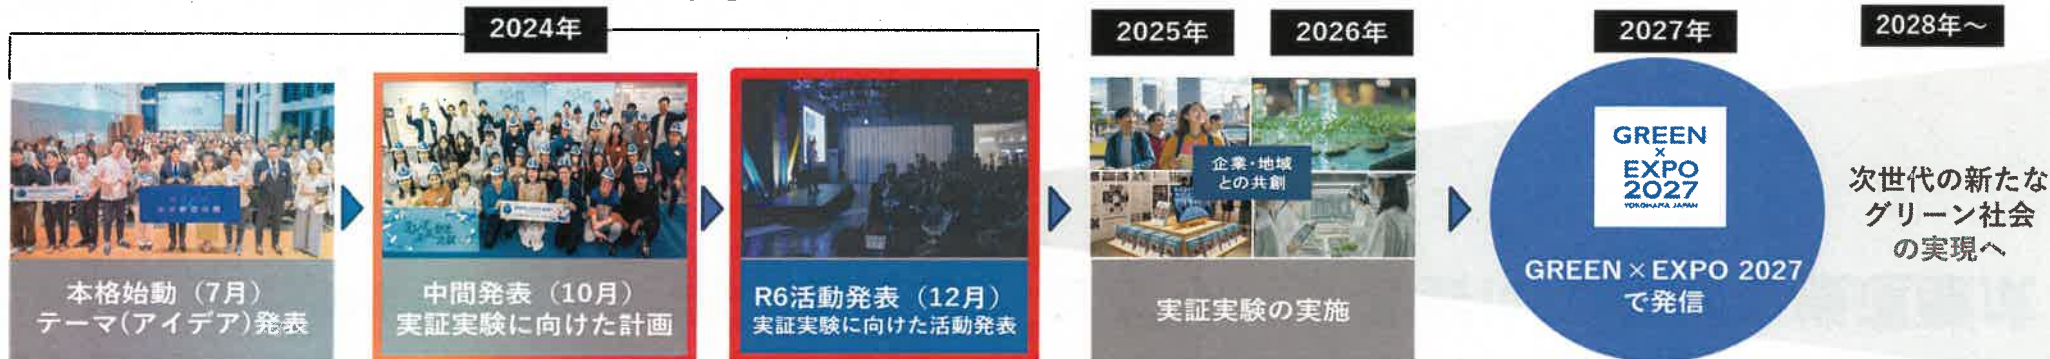 2024年
2025年
2026年
2027年
2028年～
本格始動（7月）
テーマ(アイデア)発表
中間発表（10月）
実証実験に向けた計画
R6活動発表（12月）
実証実験に向けた活動発表
企業・地域
との共創
実証実験の実施
GREEN
×
EXPO
2027
YOKOHAMA JAPAN
GREEN×EXPO 2027
で発信
次世代の新たな
グリーン社会
の実現へ